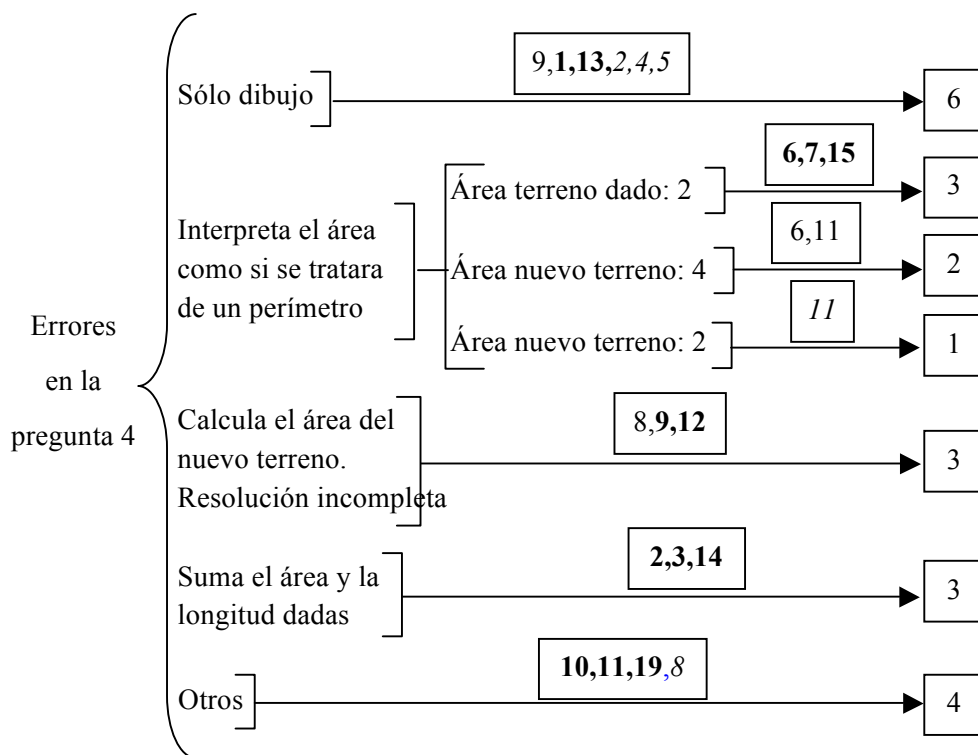 9,1,13,2,4,5
Sólo dibujo
6
6,7,15
Área terreno dado: 2
3
Interpreta el área
como si se tratara
de un perímetro
6,11
Área nuevo terreno: 4
2
11
Área nuevo terreno: 2
1
Errores
en la
pregunta 4
Calcula el área del
nuevo terreno.
Resolución incompleta
8,9,12
3
Suma el área y la
longitud dadas
2,3,14
3
Otros
10,11,19,8
4